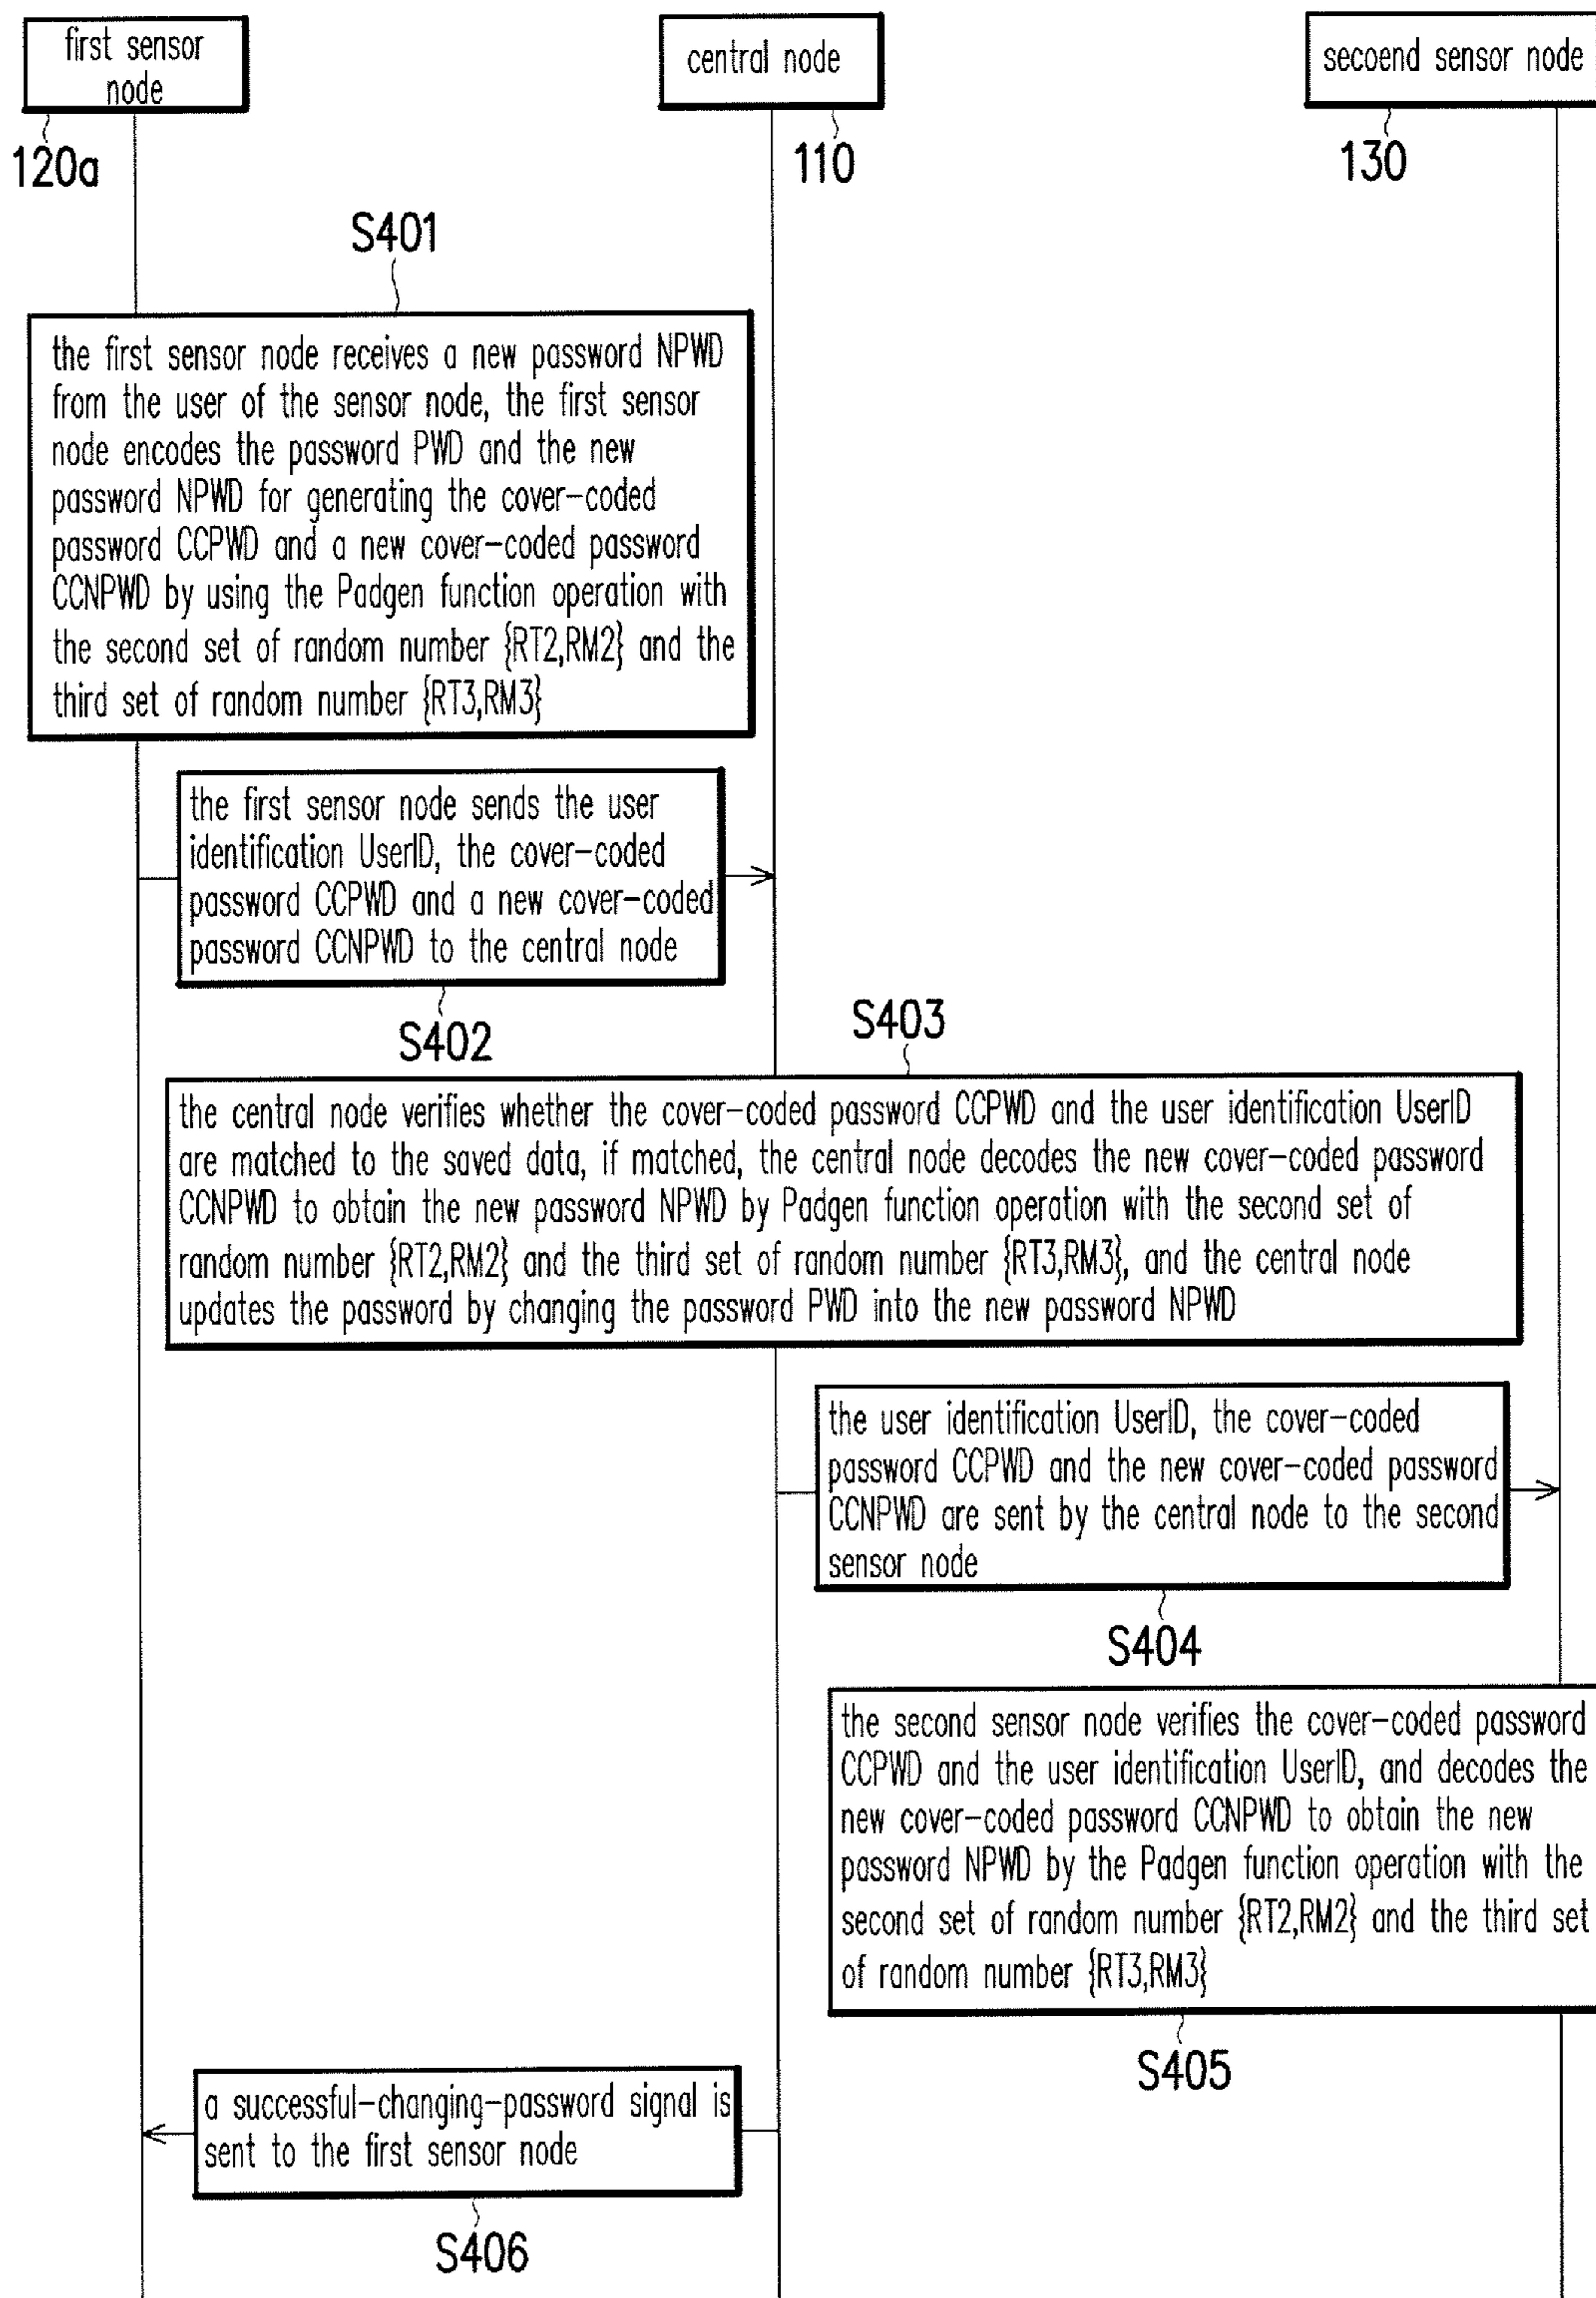 first sensor
node
central node
secoend sensor node
120a
110
130
S401
the first sensor node receives a new password NPWD
from the user of the sensor node, the first sensor
node encodes the password PWD and the new
password NPWD for generating the cover-coded
password CCPWD and a new cover-coded password
CCNPWD by using the Padgen function operation with
the second set of random number {RT2,RM2} and the
third set of random number {RT3,RM3}
the first sensor node sends the user
identification UserID, the cover-coded
password CCPWD and a new cover-coded
password CCNPWD to the central node
S402
S403
the central node verifies whether the cover-coded password CCPWD and the user identification UserID
are matched to the saved data, if matched, the central node decodes the new cover-coded password
CCNPWD to obtain the new password NPWD by Padgen function operation with the second set of
random number {RT2,RM2} and the third set of random number {RT3,RM3}, and the central node
updates the password by changing the password PWD into the new password NPWD
the user identification UserID, the cover-coded
password CCPWD and the new cover-coded password
CCNPWD are sent by the central node to the second
sensor node
S404
the second sensor node verifies the cover-coded password
CCPWD and the user identification UserID, and decodes the
new cover-coded password CCNPWD to obtain the new
password NPWD by the Padgen function operation with the
second set of random number {RT2,RM2} and the third set
of random number {RT3,RM3}
S405
a successful-changing-password signal is
sent to the first sensor node
S406